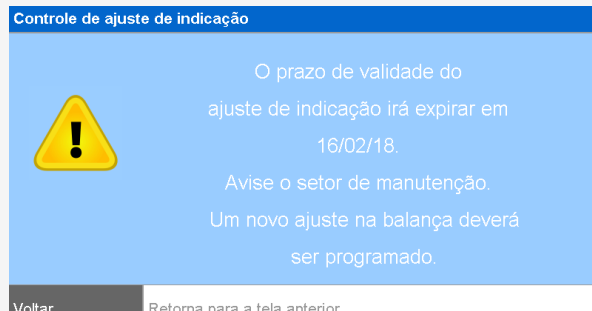 Controle de ajuste de indicação
O prazo de validade do
ajuste de indicação irá expirar em
16/02/18.
Avise o setor de manutenção.
Um novo ajuste na balança deverá
ser programado.
Voltar
Retorna para a tela anterior